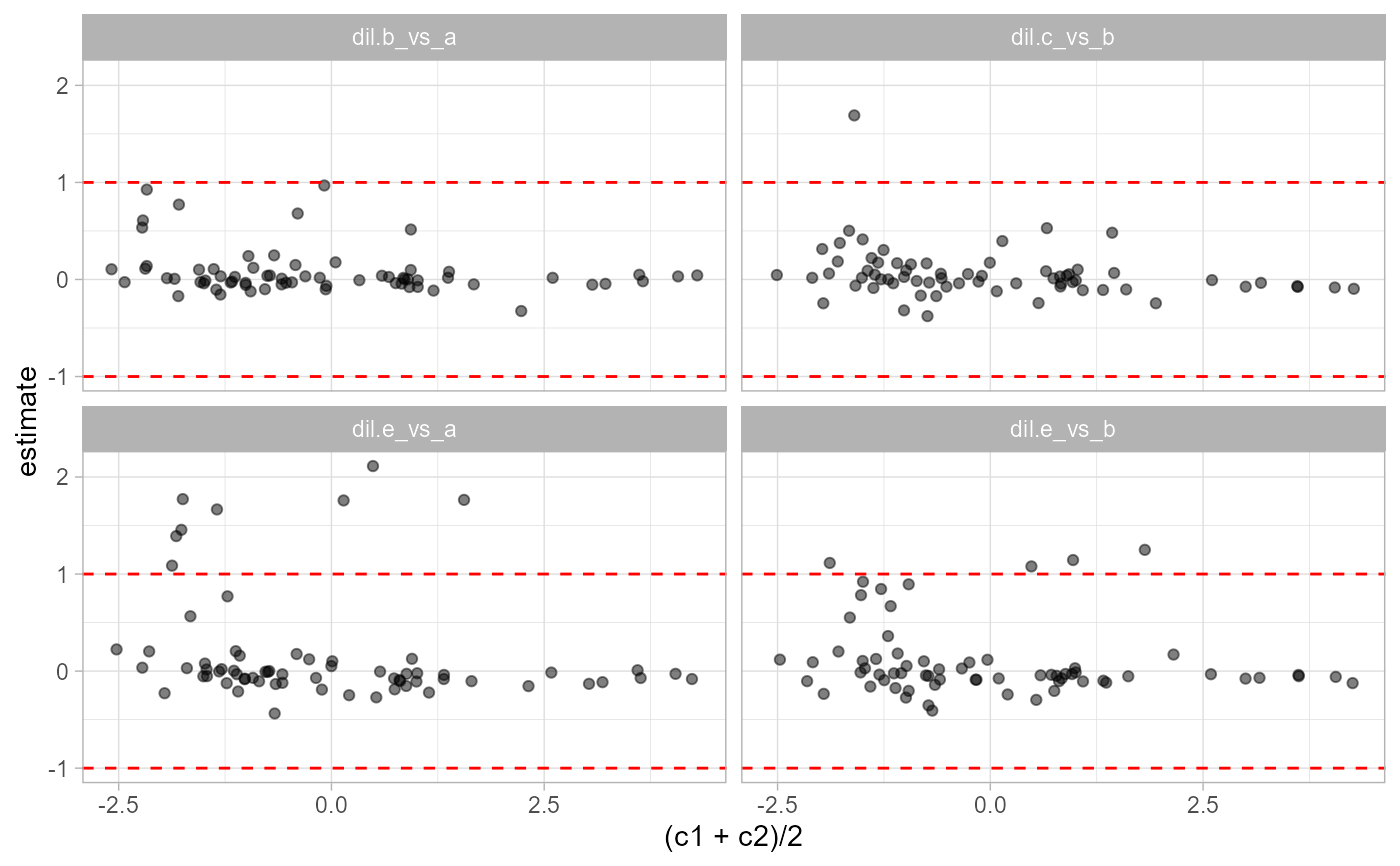 dil.b_vs_a
dil.c_vs_b
2
1
0
-1
dil.e_vs_a
dil.e_vs_b
2
1
0
-1
estimate
-2.5
0.0
2.5
-2.5
0.0
2.5
(c1 + c2)/2